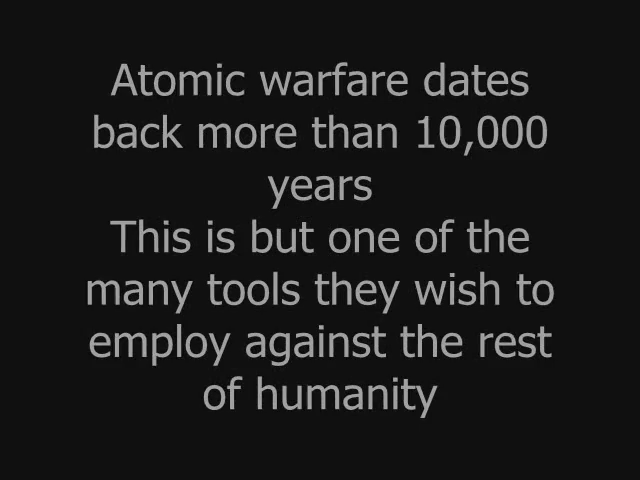 Atomic warfare dates
back more than 10,000
years
This is but one of the
many tools they wish to
employ against the rest
of humanity